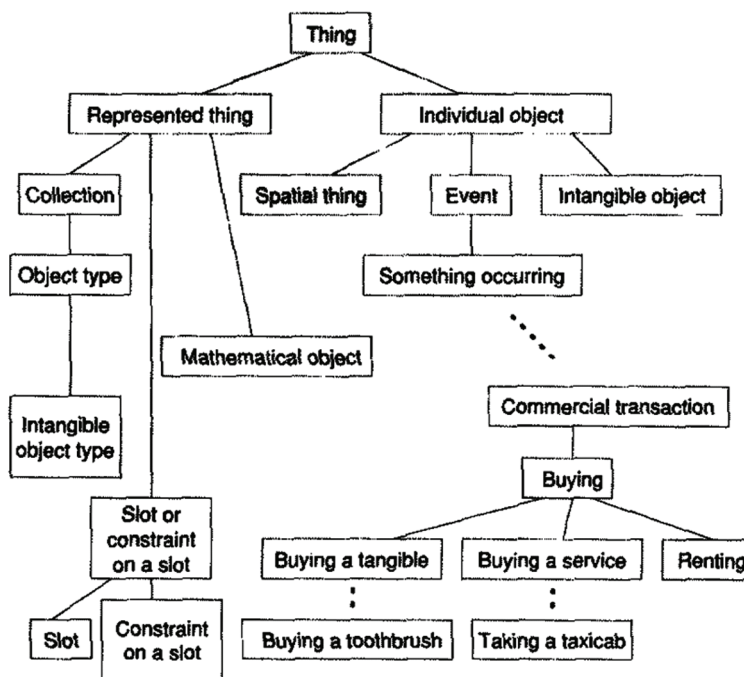 Thing
Represented thing
Individual object
Collection
Spatial thing
Event
Intangible object
Object type
Something occurring
Mathematical object
Intangible
object type
Commercial transaction
Buying
Slot or
constraint
on a slot
Buying a tangible
Buying a service
Renting
Slot
Constraint
on a slot
Buying a toothbrush
Taking a taxicab